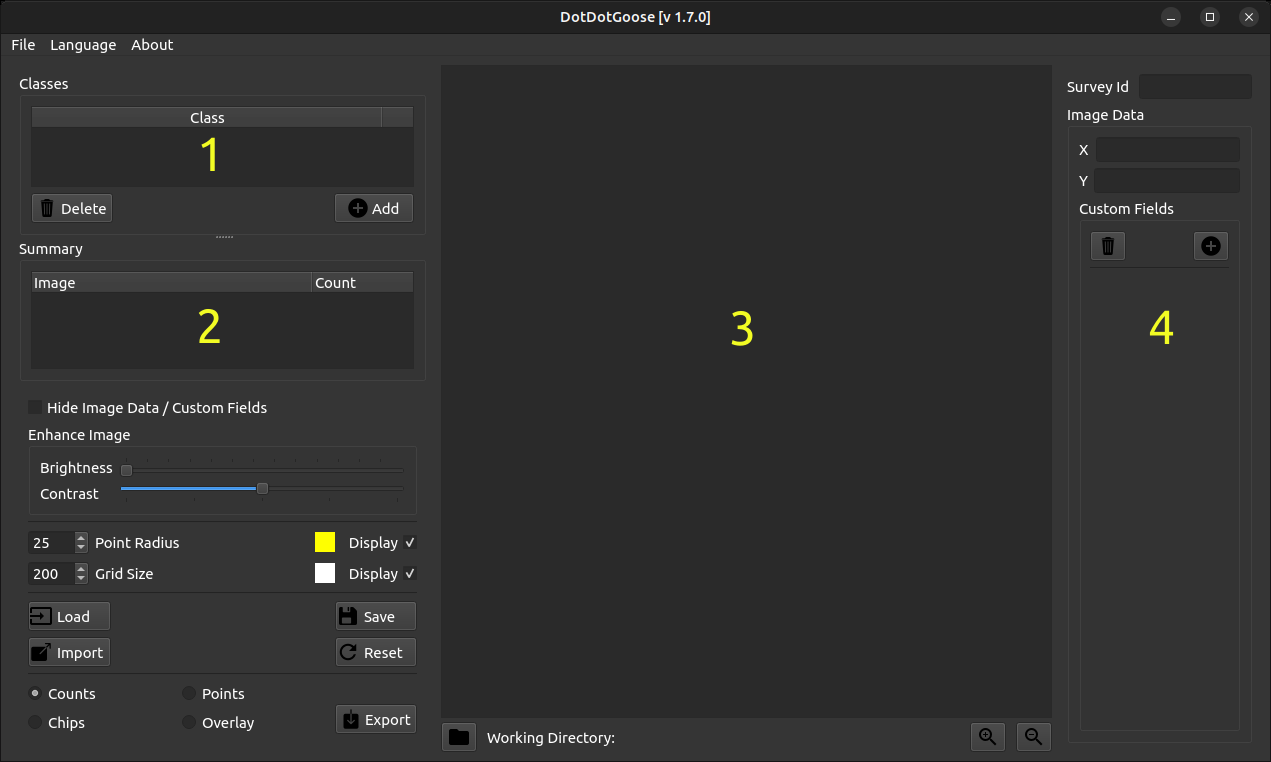 DotDotGoose [v 1.7.0]
File Language About
Classes
Class
1
Delete
Add
Summary
Image Count
2
Hide Image Data / Custom Fields
Enhance Image
Brightness
Contrast
25 Point Radius Display
200 Grid Size Display
Load Save
Import Reset
Counts Points
Chips Overlay
Export
3
Working Directory:
Survey Id
Image Data
X
Y
Custom Fields
4